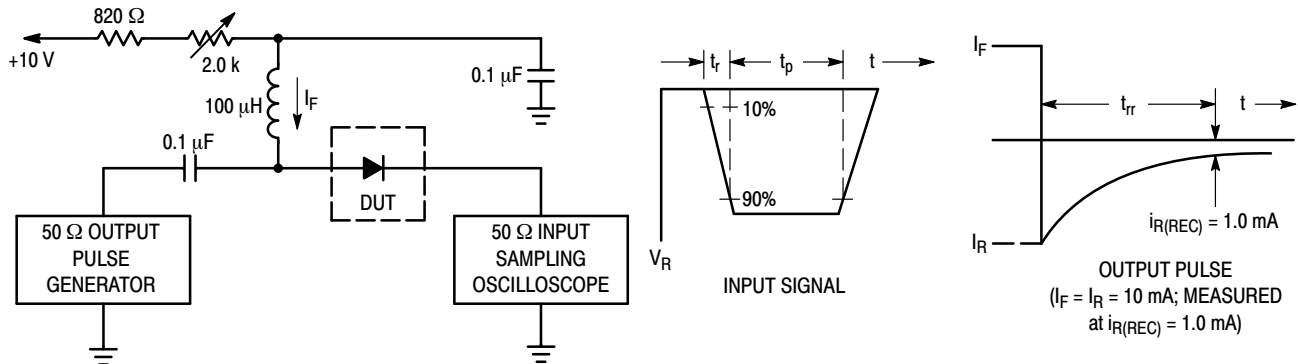 820 Ω
+10 V
2.0 k
100 μH
I_F
0.1 μF
0.1 μF
DUT
50 Ω OUTPUT
PULSE
GENERATOR
50 Ω INPUT
SAMPLING
OSCILLOSCOPE
t_r
t_p
t
10%
90%
V_R
INPUT SIGNAL
I_F
t_rr
t
I_R
i_R(REC) = 1.0 mA
OUTPUT PULSE
(I_F = I_R = 10 mA; MEASURED
at i_R(REC) = 1.0 mA)